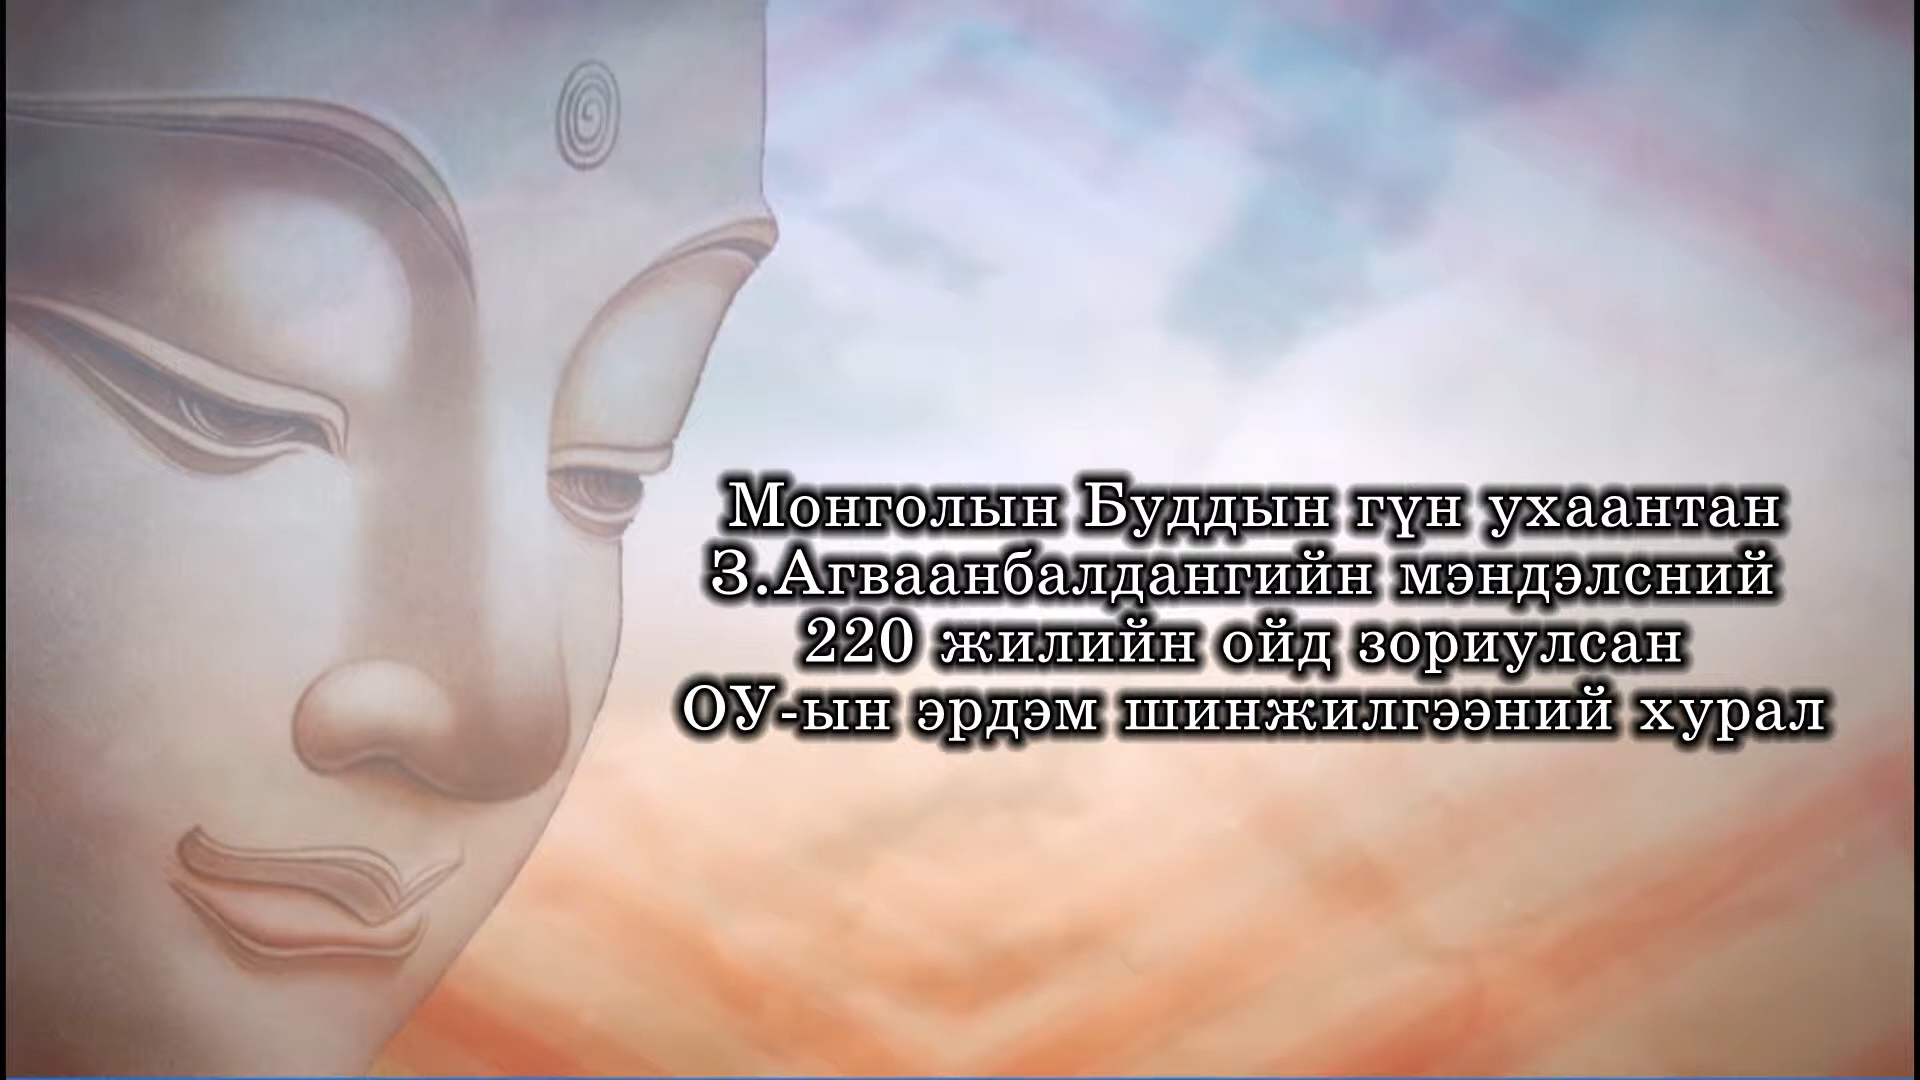 Монголын Буддын гүн ухаантан
З.Агваанбалдангийн мэндэлсний
220 жилийн ойд зориулсан
ОУ-ын эрдэм шинжилгээний хурал